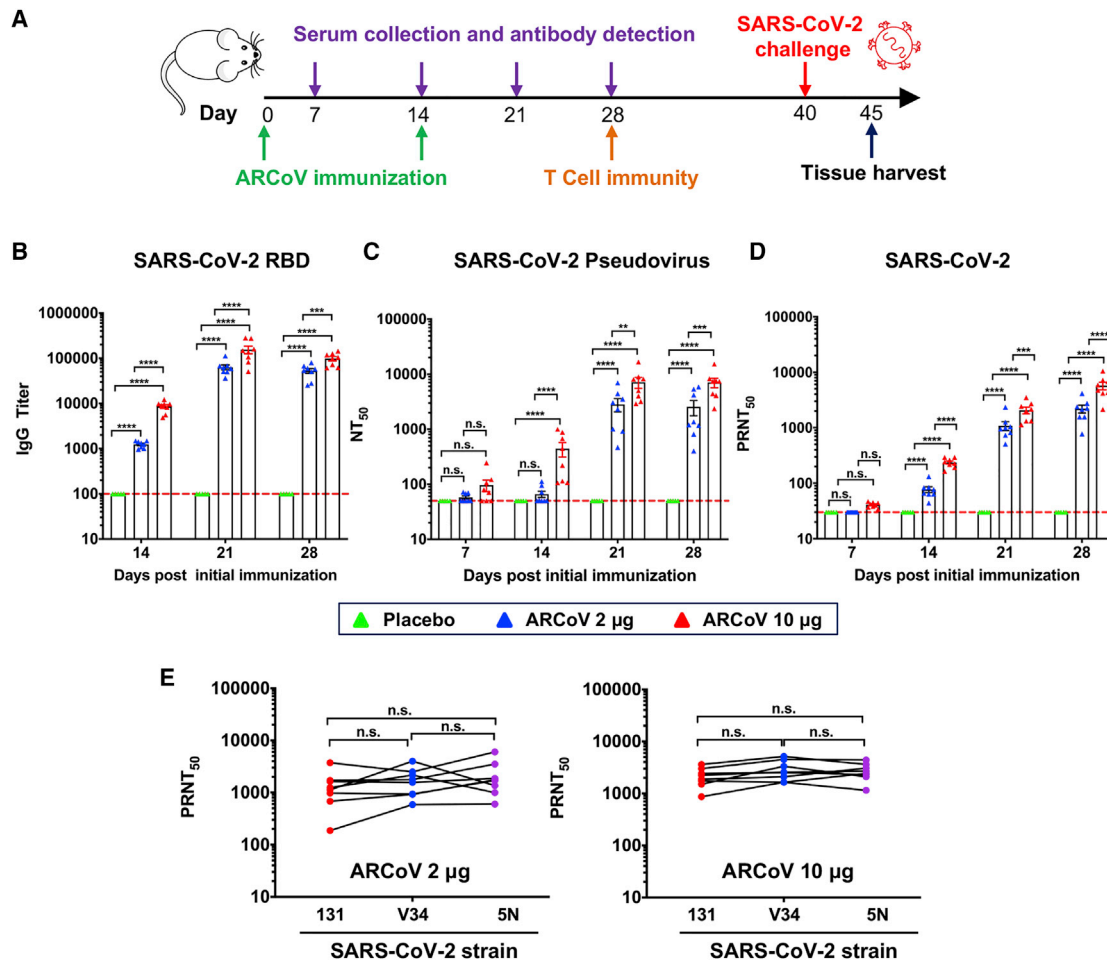 A
Serum collection and antibody detection
SARS-CoV-2
challenge
Day
0 7 14 21 28 40 45
ARCoV immunization
T Cell immunity
Tissue harvest
B
SARS-CoV-2 RBD
IgG Titer
1000000
100000
10000
1000
100
10
**** **** ****
**** **** ****
**** **** ***
14 21 28
Days post initial immunization
C
SARS-CoV-2 Pseudovirus
NT50
100000
10000
1000
100
10
n.s. n.s. n.s.
n.s. **** ****
**** **** **
**** **** ***
7 14 21 28
Days post initial immunization
D
SARS-CoV-2
PRNT50
100000
10000
1000
100
10
n.s. n.s. n.s.
**** **** ****
**** **** ***
**** **** ****
7 14 21 28
Days post initial immunization
Placebo ARCoV 2 µg ARCoV 10 µg
E
PRNT50
100000
10000
1000
100
10
n.s.
n.s. n.s.
ARCoV 2 µg
131 V34 5N
SARS-CoV-2 strain
PRNT50
100000
10000
1000
100
10
n.s.
n.s. n.s.
ARCoV 10 µg
131 V34 5N
SARS-CoV-2 strain